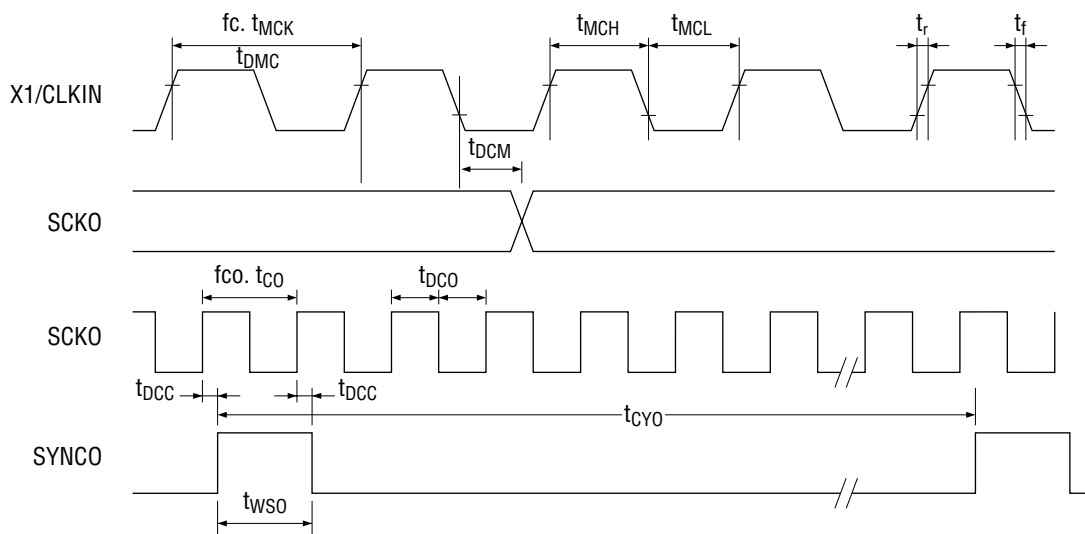 fc. tMCK
tMCH
tMCL
tr
tf
tDMC
X1/CLKIN
tDCM
SCKO
fco. tCO
tDCO
SCKO
tDCC
tDCC
tCYO
SYNCO
tWSO